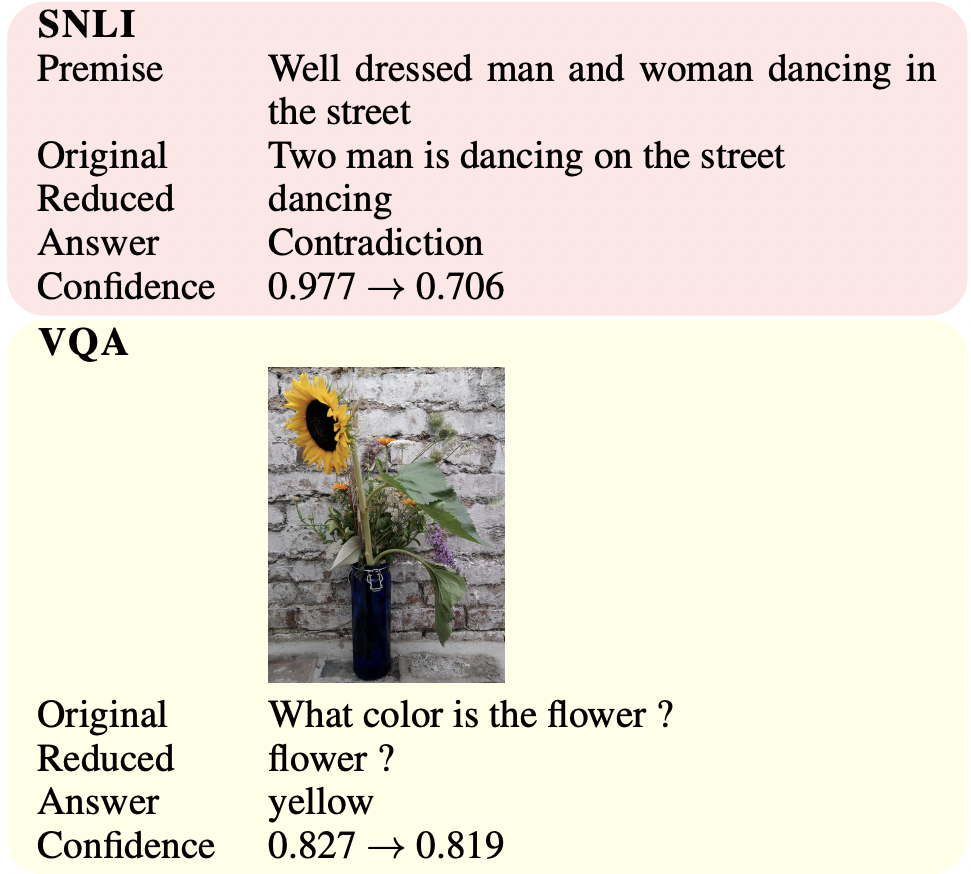 SNLI
Premise Well dressed man and woman dancing in
the street
Original Two man is dancing on the street
Reduced dancing
Answer Contradiction
Confidence 0.977 → 0.706
VQA
Original What color is the flower ?
Reduced flower ?
Answer yellow
Confidence 0.827 → 0.819